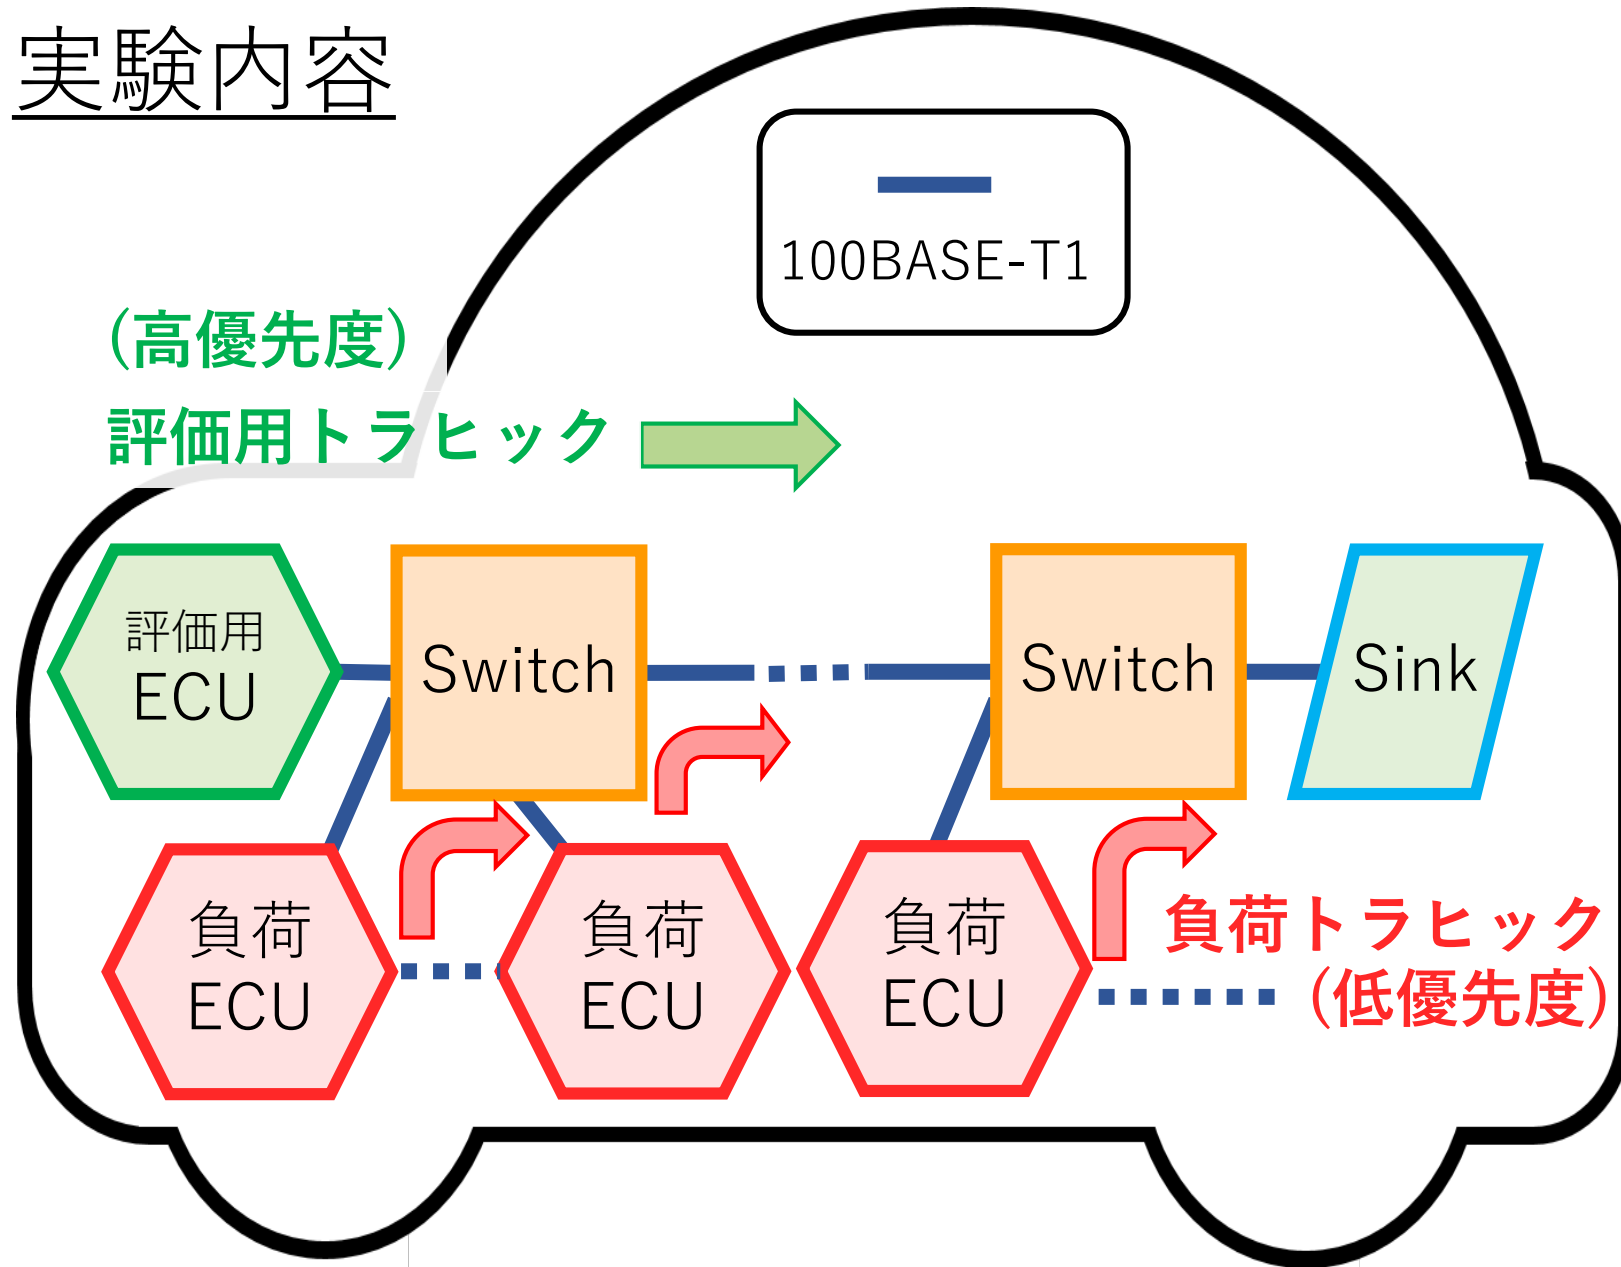 実験内容
100BASE-T1
(高優先度)
評価用トラヒック
評価用
ECU
Switch
Switch
Sink
負荷
ECU
負荷
ECU
負荷
ECU
負荷トラヒック
(低優先度)